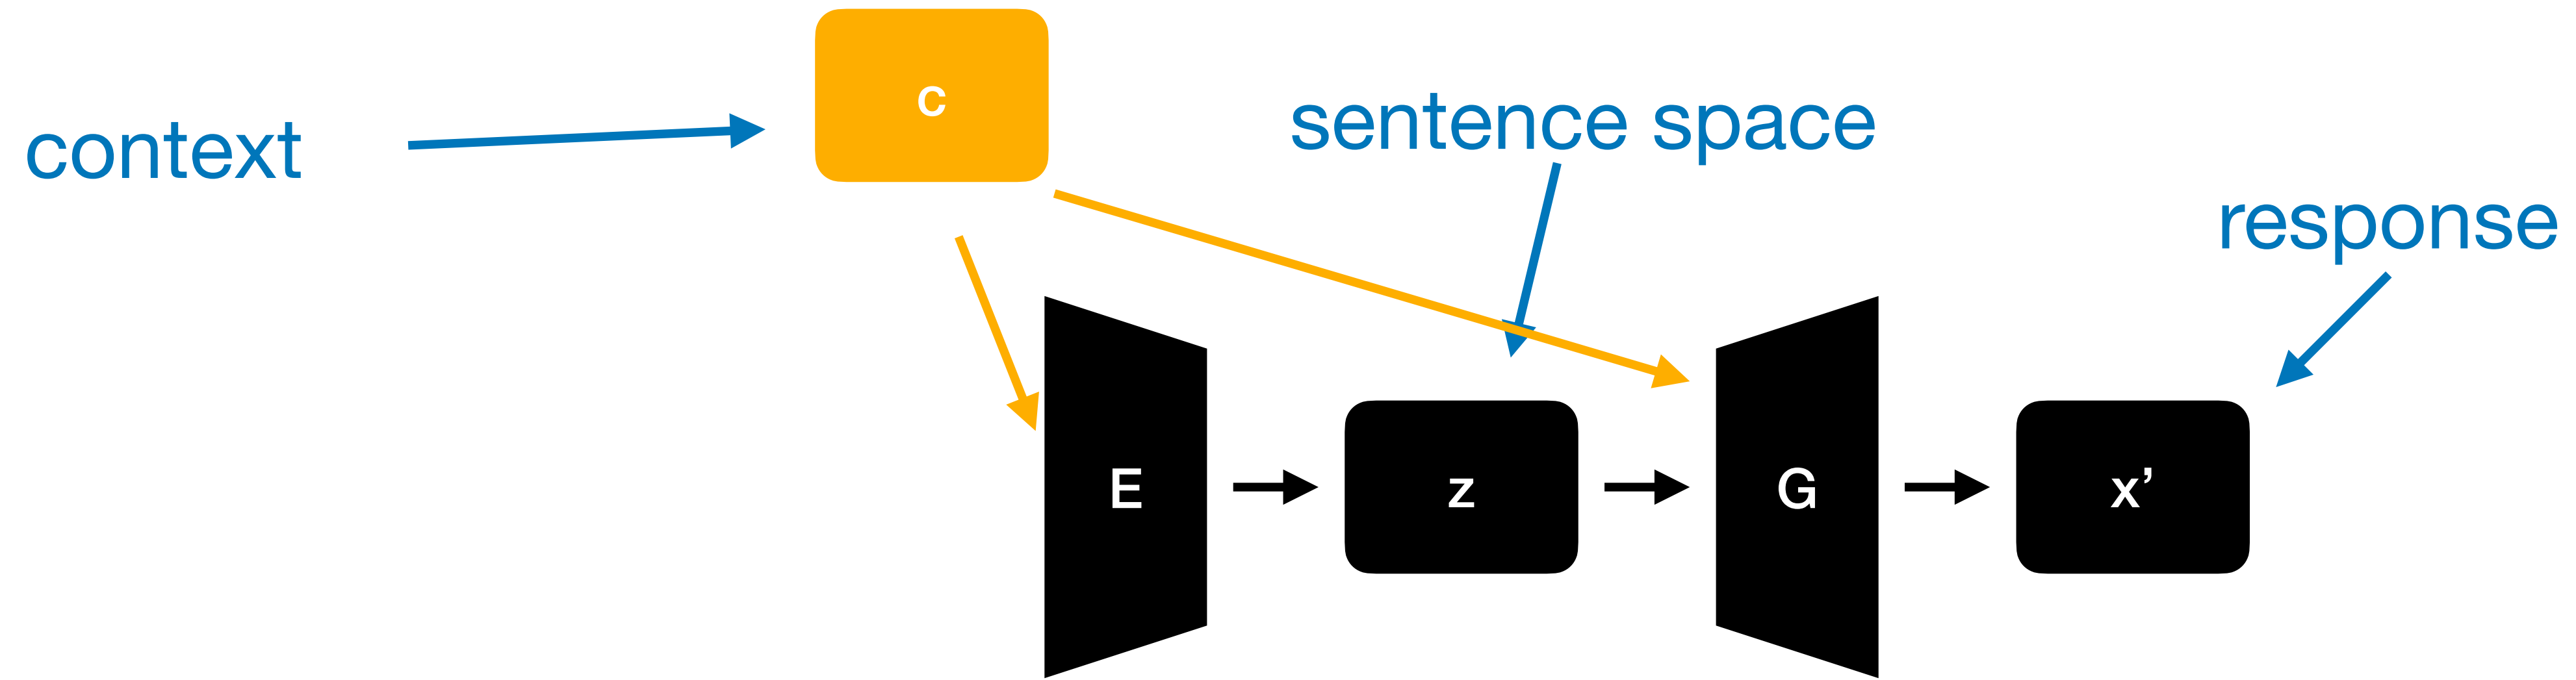 context
c
sentence space
response
E
z
G
x’